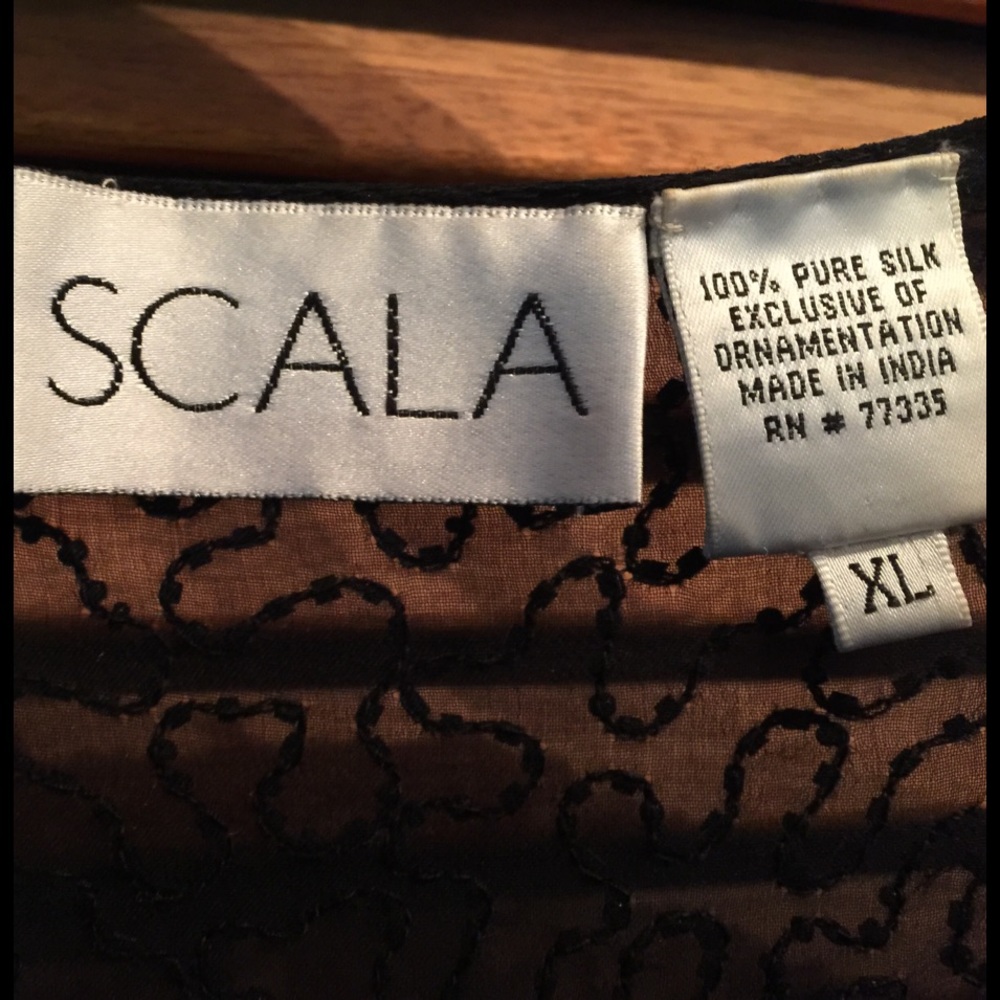 SCALA
100% PURE SILK
EXCLUSIVE OF
ORNAMENTATION
MADE IN INDIA
RN # 77335
XL